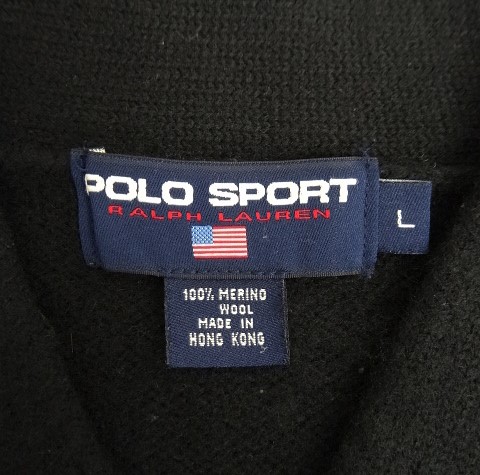 POLO SPORT
RALPH LAUREN
L
100% MERINO
WOOL
MADE IN
HONG KONG